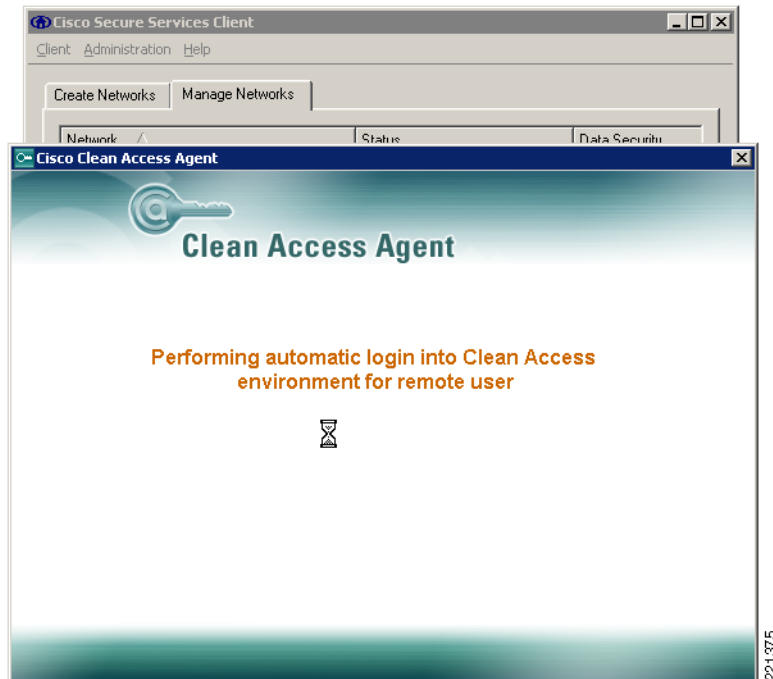 Cisco Secure Services Client
Client Administration Help
Create Networks Manage Networks
Network Status Data Security
Cisco Clean Access Agent
Clean Access Agent
Performing automatic login into Clean Access
environment for remote user
221375